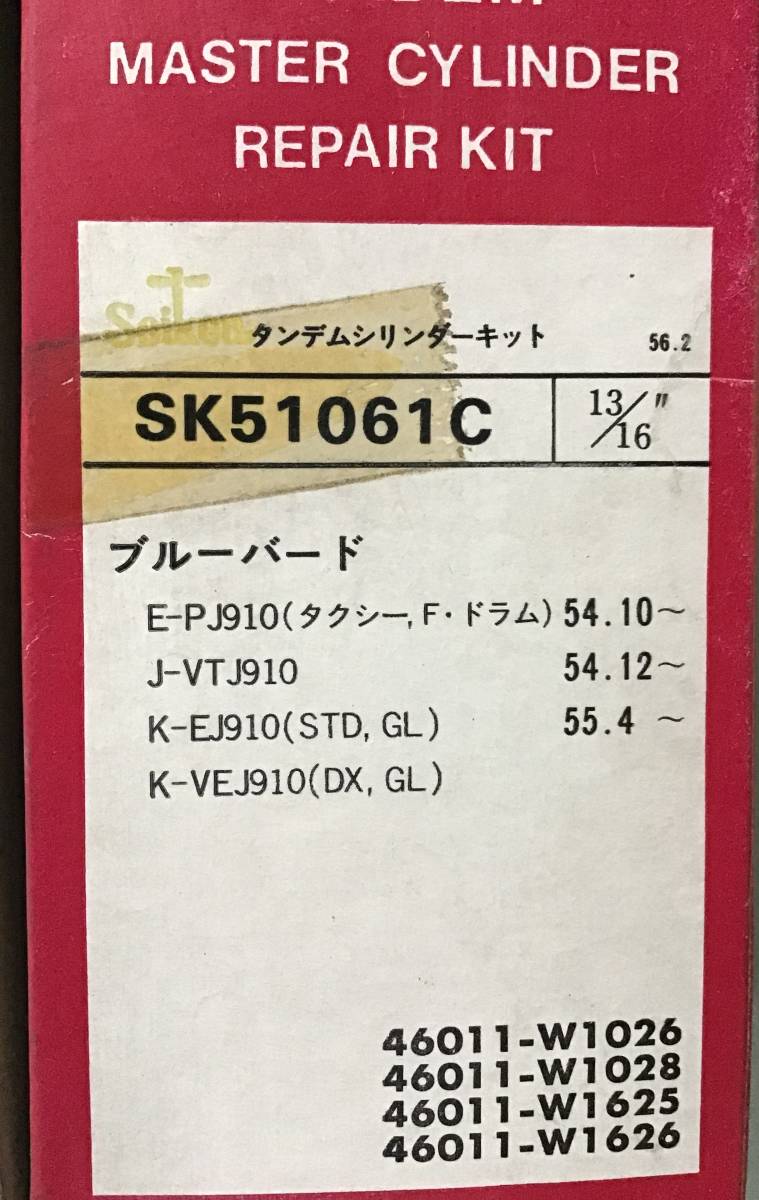 MASTER CYLINDER
REPAIR KIT
Seiken
タンデムシリンダーキット 56.2
SK51061C 13/16"
ブルーバード
E-PJ910(タクシー, F・ドラム) 54.10~
J-VTJ910 54.12~
K-EJ910(STD, GL) 55.4 ~
K-VEJ910(DX, GL)
46011-W1026
46011-W1028
46011-W1625
46011-W1626